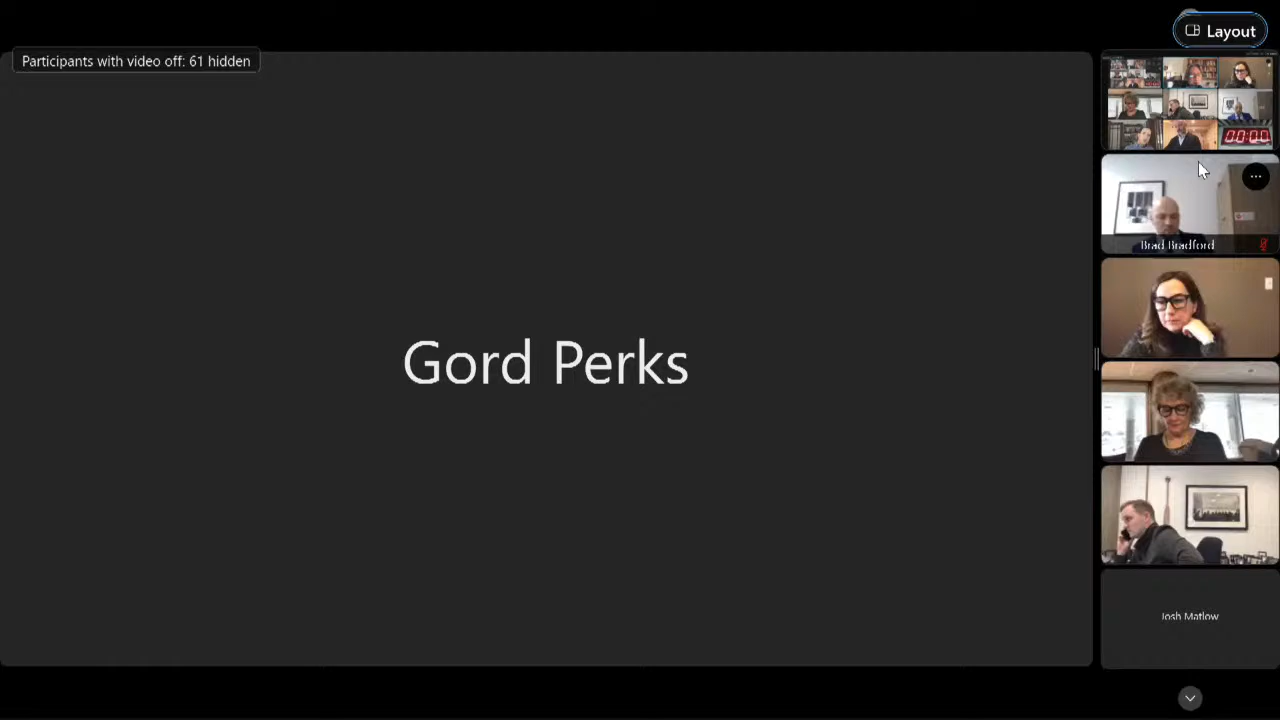 Layout
Participants with video off: 61 hidden
00:00
Brad Bradford
Gord Perks
Josh Matlow